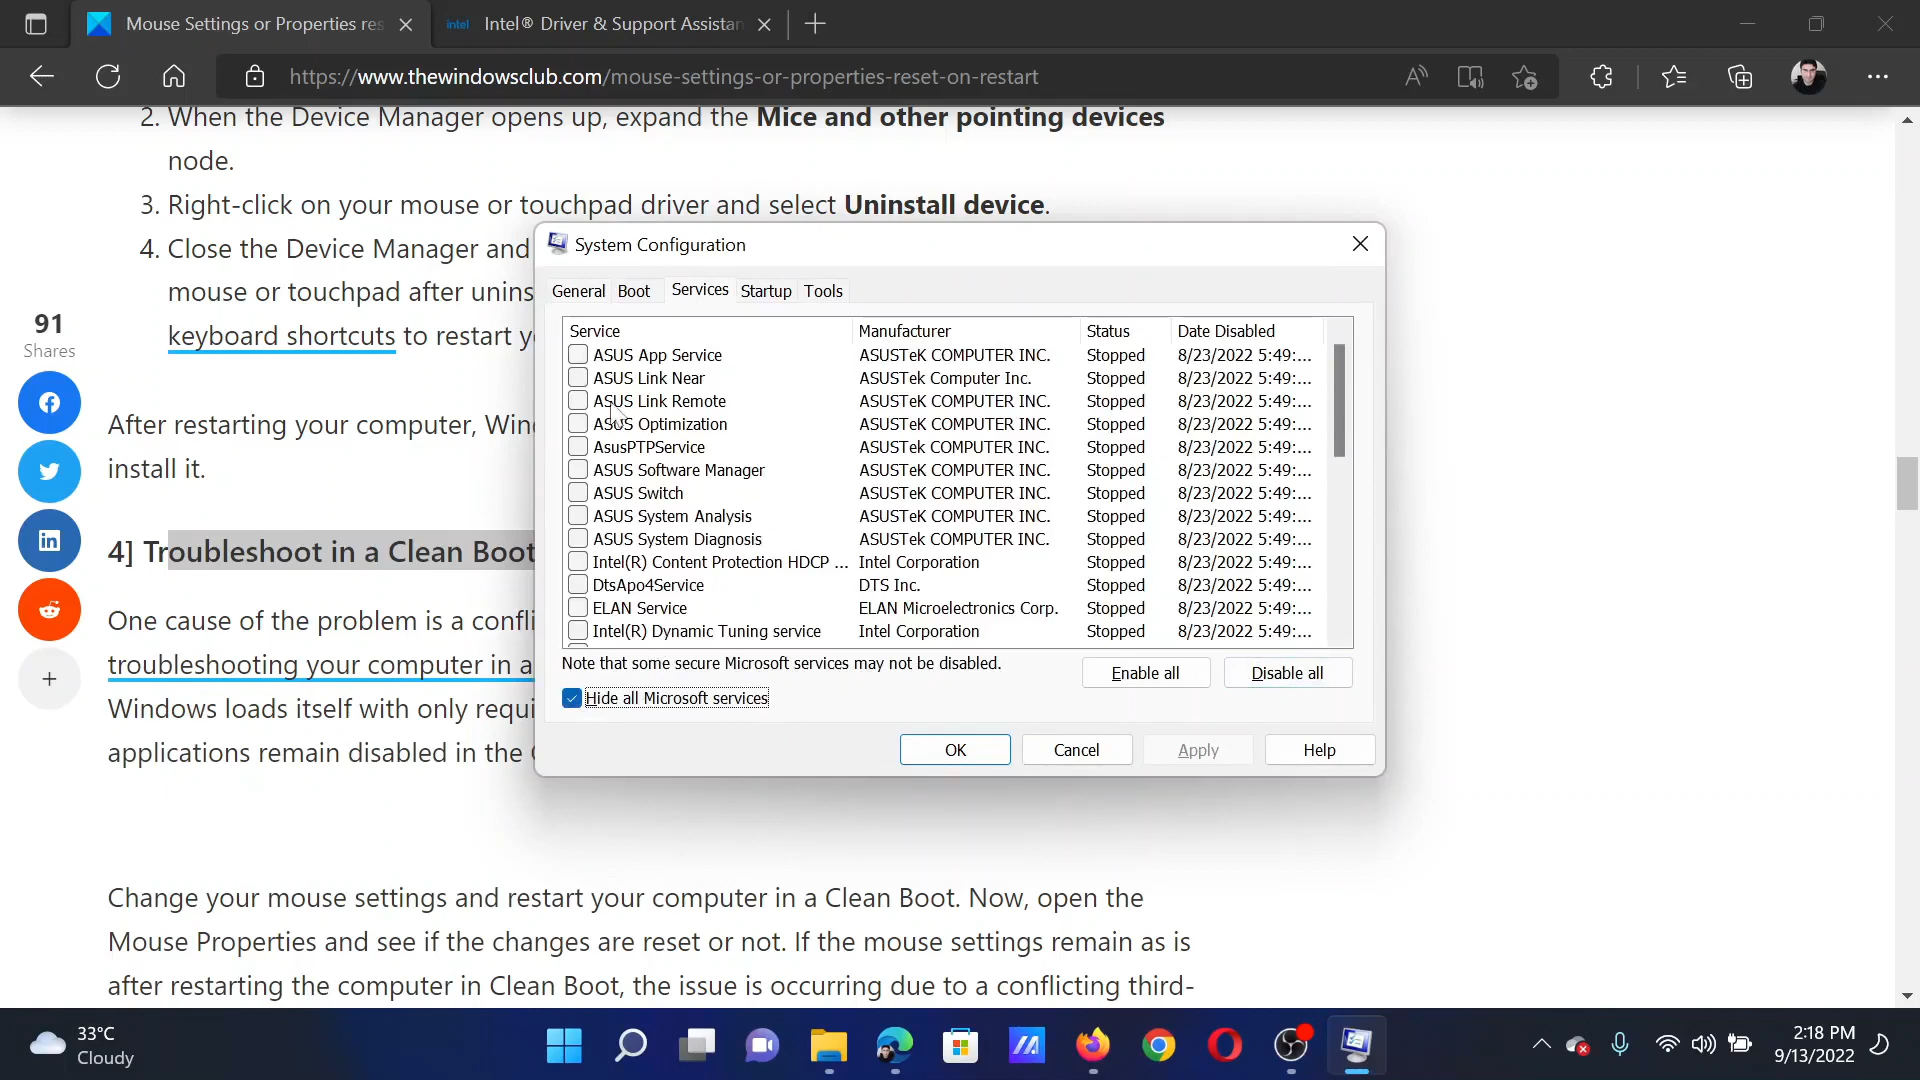 Mouse Settings or Properties res
intel Intel® Driver & Support Assistan
https://www.thewindowsclub.com/mouse-settings-or-properties-reset-on-restart
2. When the Device Manager opens up, expand the Mice and other pointing devices
node.
3. Right-click on your mouse or touchpad driver and select Uninstall device.
4. Close the Device Manager and
mouse or touchpad after unins
keyboard shortcuts to restart y
91
Shares
After restarting your computer, Win
install it.
4] Troubleshoot in a Clean Boot
One cause of the problem is a confli
troubleshooting your computer in a
Windows loads itself with only requi
applications remain disabled in the
Change your mouse settings and restart your computer in a Clean Boot. Now, open the
Mouse Properties and see if the changes are reset or not. If the mouse settings remain as is
after restarting the computer in Clean Boot, the issue is occurring due to a conflicting third-
System Configuration
General Boot Services Startup Tools
Service Manufacturer Status Date Disabled
ASUS App Service ASUSTeK COMPUTER INC. Stopped 8/23/2022 5:49:...
ASUS Link Near ASUSTek Computer Inc. Stopped 8/23/2022 5:49:...
ASUS Link Remote ASUSTeK COMPUTER INC. Stopped 8/23/2022 5:49:...
ASUS Optimization ASUSTeK COMPUTER INC. Stopped 8/23/2022 5:49:...
AsusPTPService ASUSTeK COMPUTER INC. Stopped 8/23/2022 5:49:...
ASUS Software Manager ASUSTeK COMPUTER INC. Stopped 8/23/2022 5:49:...
ASUS Switch ASUSTeK COMPUTER INC. Stopped 8/23/2022 5:49:...
ASUS System Analysis ASUSTeK COMPUTER INC. Stopped 8/23/2022 5:49:...
ASUS System Diagnosis ASUSTek COMPUTER INC. Stopped 8/23/2022 5:49:...
Intel(R) Content Protection HDCP ... Intel Corporation Stopped 8/23/2022 5:49:...
DtsApo4Service DTS Inc. Stopped 8/23/2022 5:49:...
ELAN Service ELAN Microelectronics Corp. Stopped 8/23/2022 5:49:...
Intel(R) Dynamic Tuning service Intel Corporation Stopped 8/23/2022 5:49:...
Note that some secure Microsoft services may not be disabled.
Enable all Disable all
Hide all Microsoft services
OK Cancel Apply Help
33°C
Cloudy
2:18 PM
9/13/2022